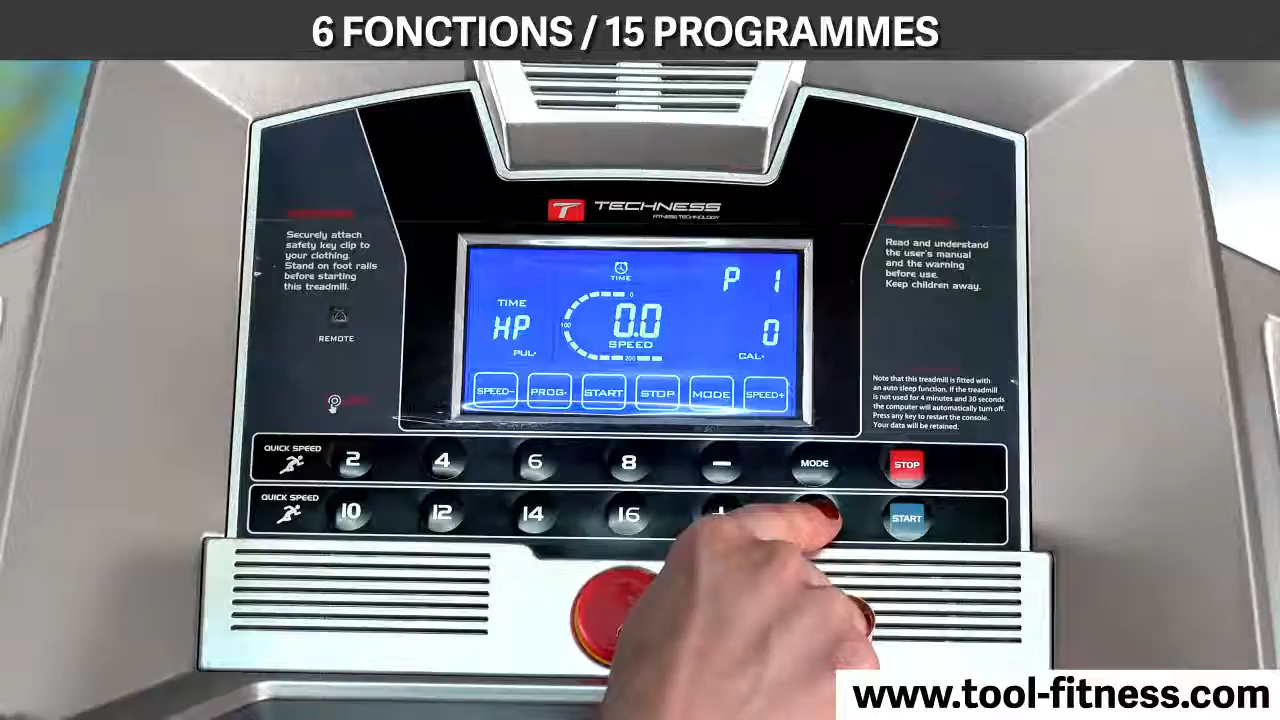 6 FONCTIONS / 15 PROGRAMMES
TECHNESS
FITNESS TECHNOLOGY
Securely attach
safety key clip to
your clothing.
Stand on foot rails
before starting
this treadmill.
REMOTE
Read and understand
the user's manual
and the warning
before use.
Keep children away.
Note that this treadmill is fitted with
an auto sleep function. If the treadmill
is not used for 4 minutes and 30 seconds
the computer will automatically turn off.
Press any key to restart the console.
Your data will be retained.
TIME
P 1
TIME
HP
PUL•
0
100
200
0.0
SPEED
0
CAL•
SPEED- PROG• START STOP MODE SPEED+
QUICK SPEED 2 4 6 8 - MODE STOP
QUICK SPEED 10 12 14 16 + START
www.tool-fitness.com